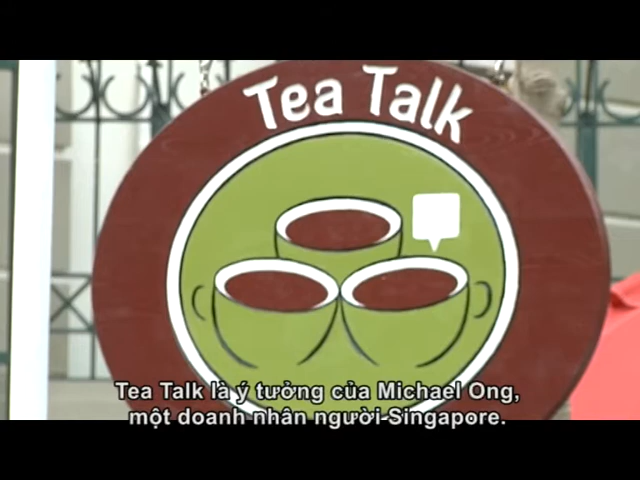 Tea Talk
Tea Talk là ý tưởng của Michael Ong,
một doanh nhân người Singapore.